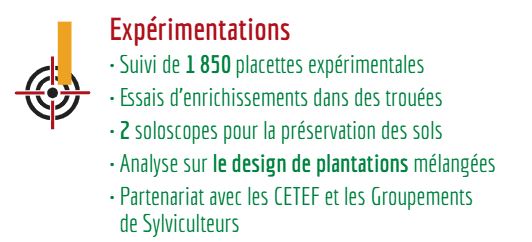 Expérimentations
· Suivi de 1 850 placettes expérimentales
· Essais d'enrichissements dans des trouées
· 2 soloscopes pour la préservation des sols
· Analyse sur le design de plantations mélangées
· Partenariat avec les CETEF et les Groupements
de Sylviculteurs